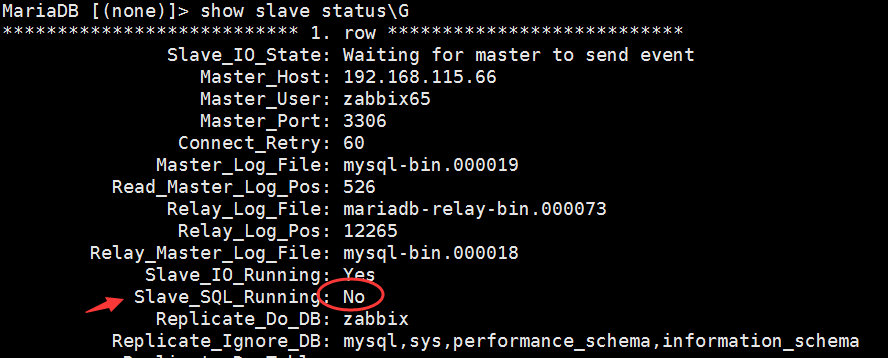 MariaDB [(none)]> show slave status\G
*************************** 1. row ***************************
Slave_IO_State: Waiting for master to send event
Master_Host: 192.168.115.66
Master_User: zabbix65
Master_Port: 3306
Connect_Retry: 60
Master_Log_File: mysql-bin.000019
Read_Master_Log_Pos: 526
Relay_Log_File: mariadb-relay-bin.000073
Relay_Log_Pos: 12265
Relay_Master_Log_File: mysql-bin.000018
Slave_IO_Running: Yes
Slave_SQL_Running: No
Replicate_Do_DB: zabbix
Replicate_Ignore_DB: mysql,sys,performance_schema,information_schema